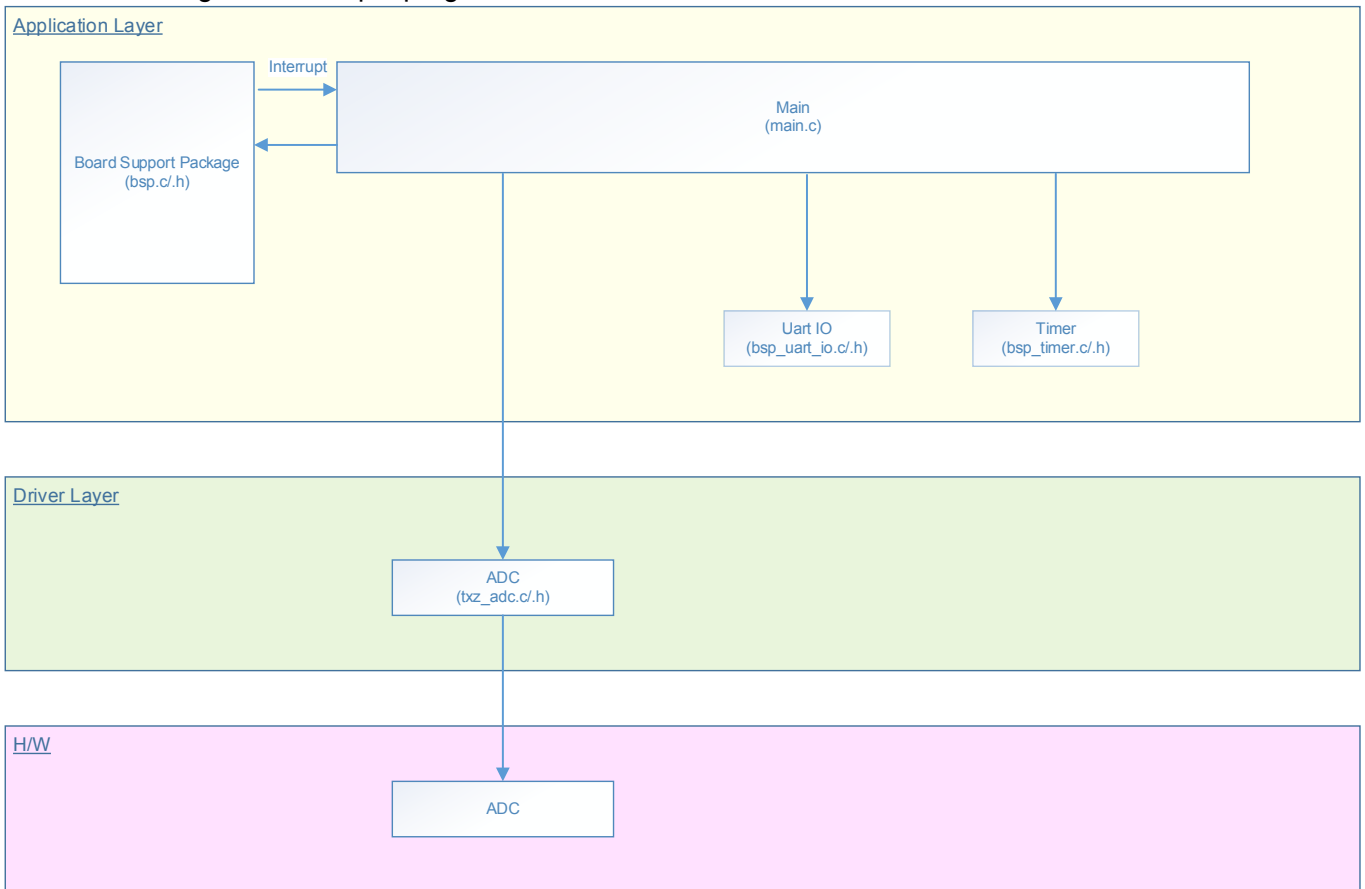 Application Layer
Interrupt
Main
(main.c)
Board Support Package
(bsp.c/.h)
Uart IO
(bsp_uart_io.c/.h)
Timer
(bsp_timer.c/.h)
Driver Layer
ADC
(txz_adc.c/.h)
H/W
ADC